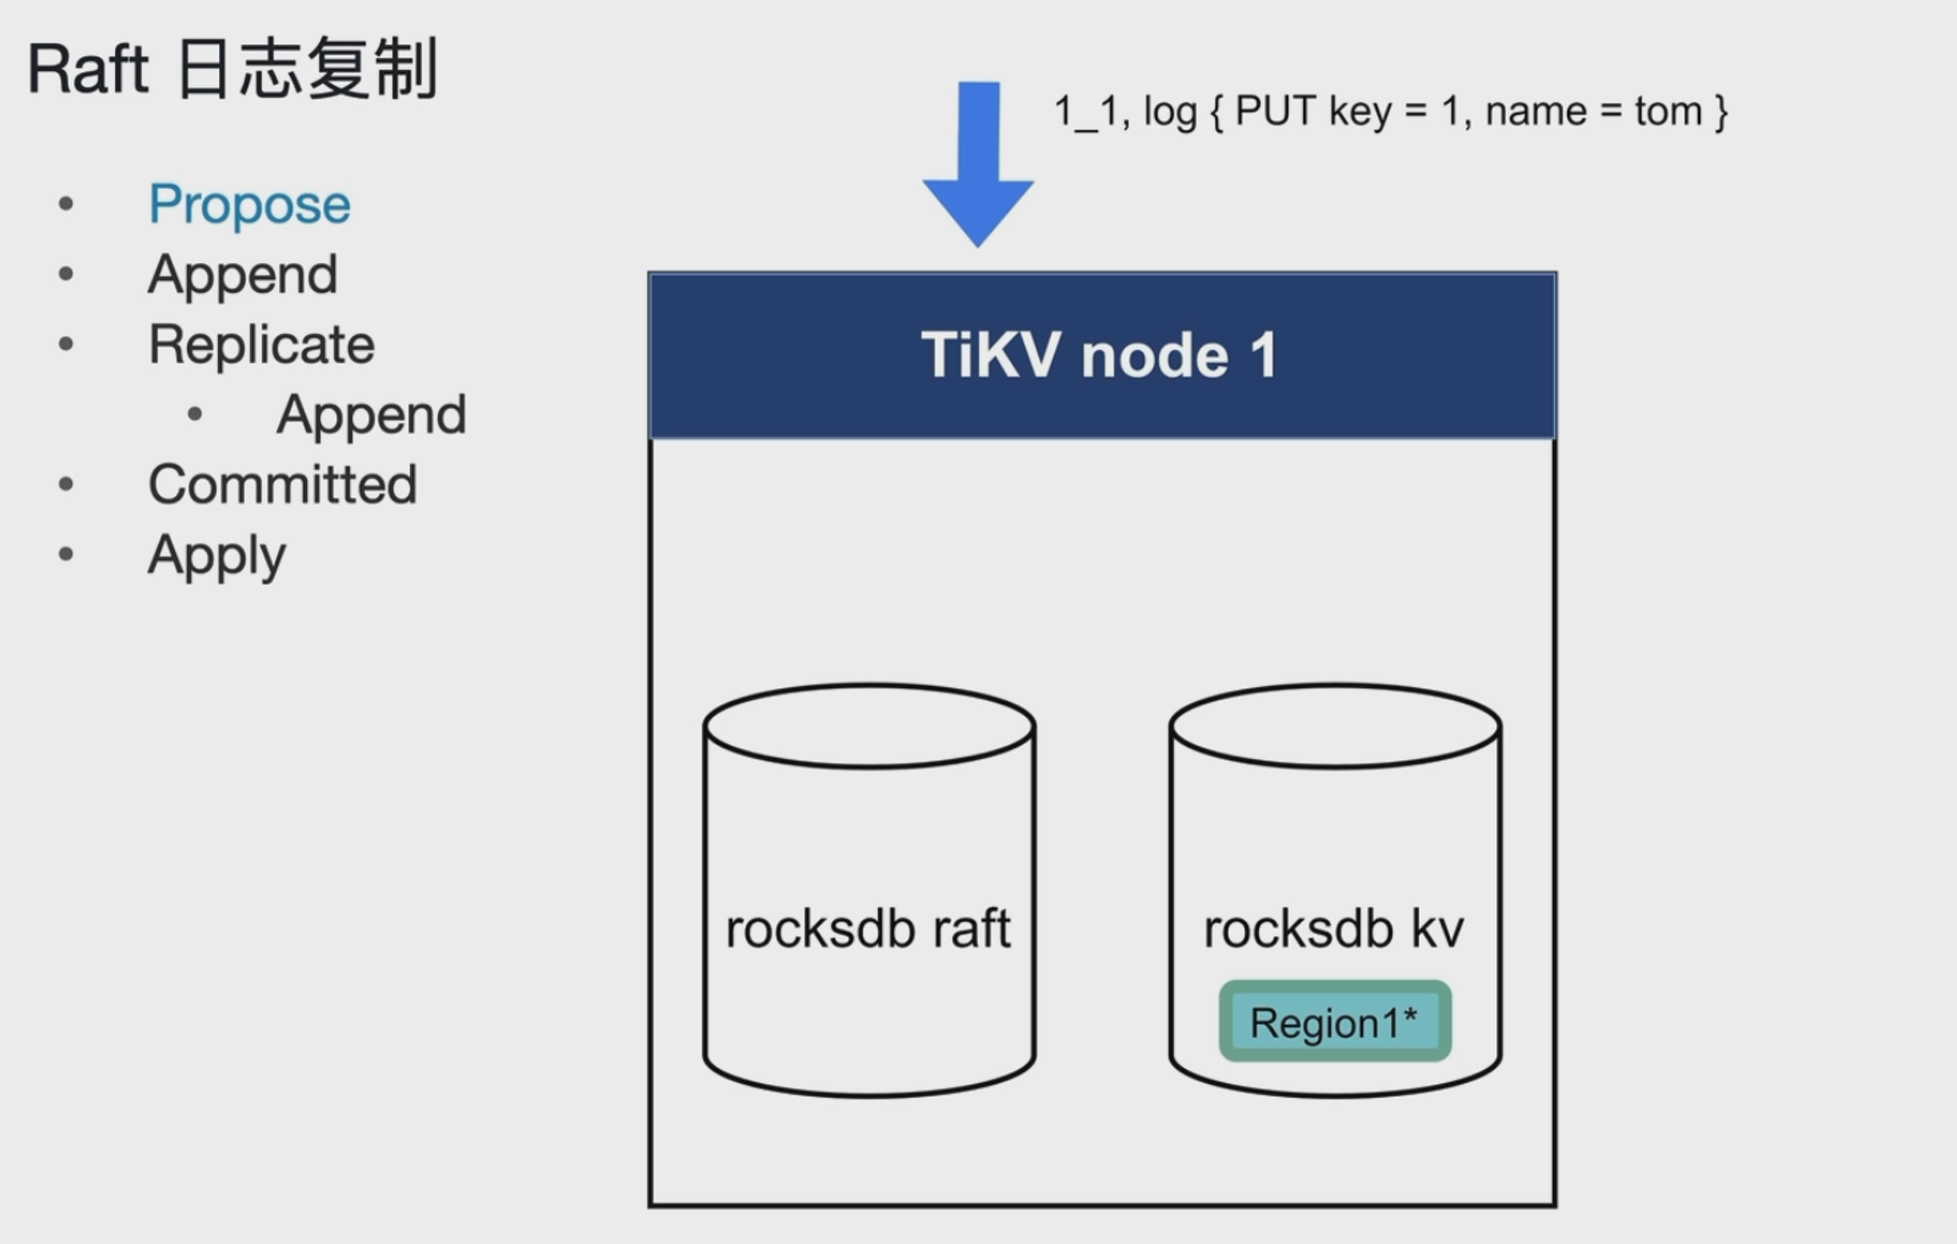 Raft 日志复制
Propose
Append
Replicate
Append
Committed
Apply
1_1, log { PUT key = 1, name = tom }
TiKV node 1
rocksdb raft
rocksdb kv
Region1*